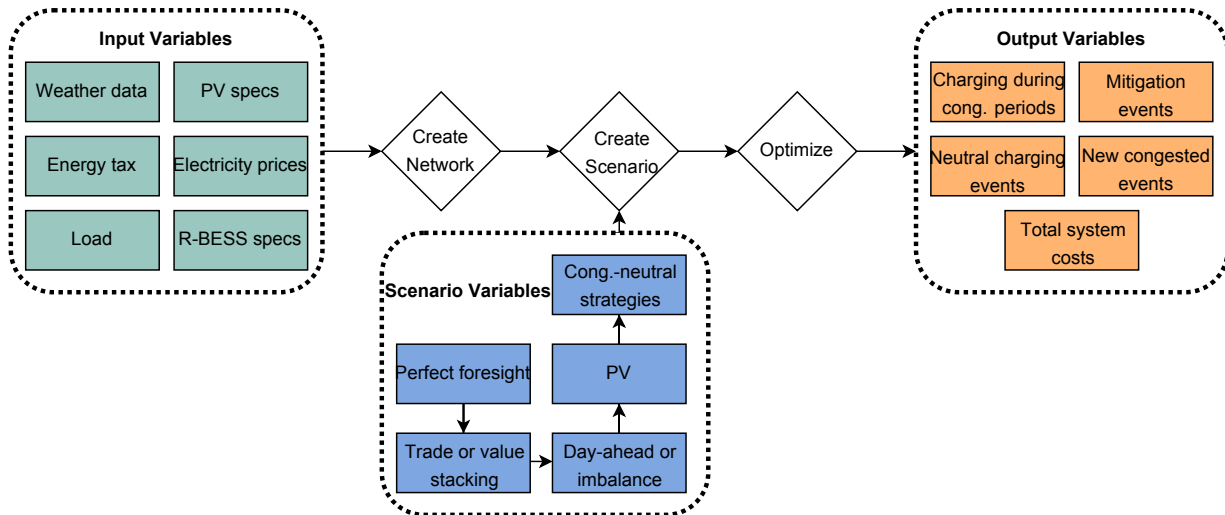 Input Variables
Weather data
PV specs
Energy tax
Electricity prices
Load
R-BESS specs
Create
Network
Create
Scenario
Optimize
Scenario Variables
Cong.-neutral
strategies
Perfect foresight
PV
Trade or value
stacking
Day-ahead or
imbalance
Output Variables
Charging during
cong. periods
Mitigation
events
Neutral charging
events
New congested
events
Total system
costs